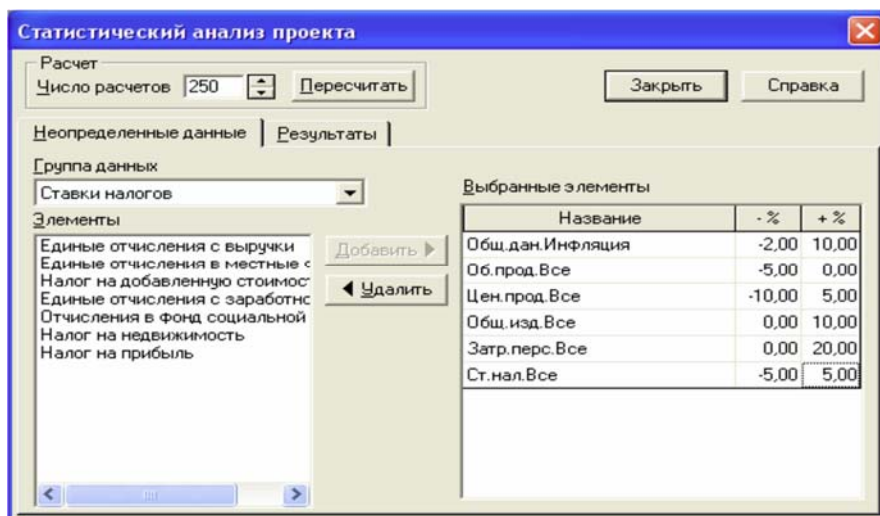 Статистический анализ проекта
Расчет
Число расчетов 250 Пересчитать Закрыть Справка
Неопределенные данные Результаты
Группа данных
Ставки налогов
Элементы
Единые отчисления с выручки
Единые отчисления в местные
Налог на добавленную стоимос
Единые отчисления с заработно
Отчисления в фонд социальной
Налог на недвижимость
Налог на прибыль
Добавить
Удалить
Выбранные элементы
Название - % + %
Общ.дан.Инфляция -2,00 10,00
Об.прод.Все -5,00 0,00
Цен.прод.Все -10,00 5,00
Общ.изд.Все 0,00 10,00
Затр.перс.Все 0,00 20,00
Ст.нал.Все -5,00 5,00